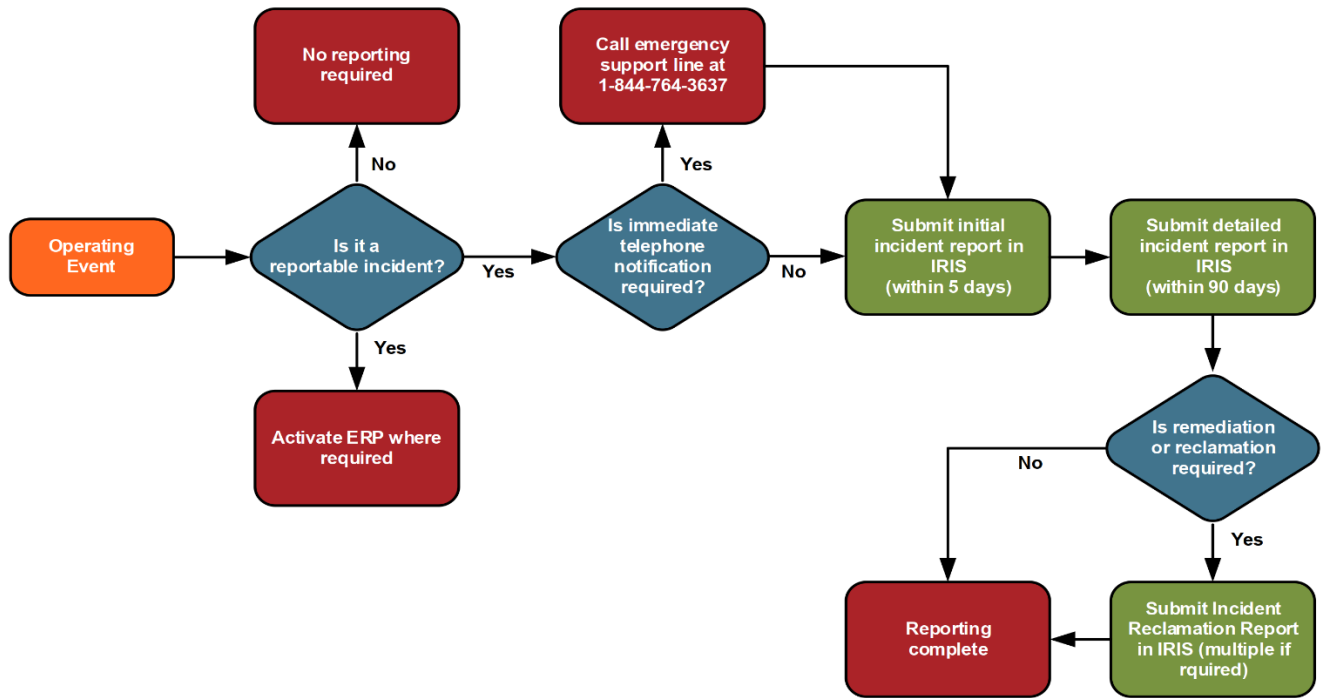 No reporting
required
Call emergency
support line at
1-844-764-3637
No
Yes
Operating
Event
Is it a
reportable incident?
Yes
Is immediate
telephone
notification
required?
No
Submit initial
incident report in
IRIS
(within 5 days)
Submit detailed
incident report in
IRIS
(within 90 days)
Yes
Activate ERP where
required
Is remediation
or reclamation
required?
No
Yes
Reporting
complete
Submit Incident
Reclamation Report
in IRIS (multiple if
rquired)